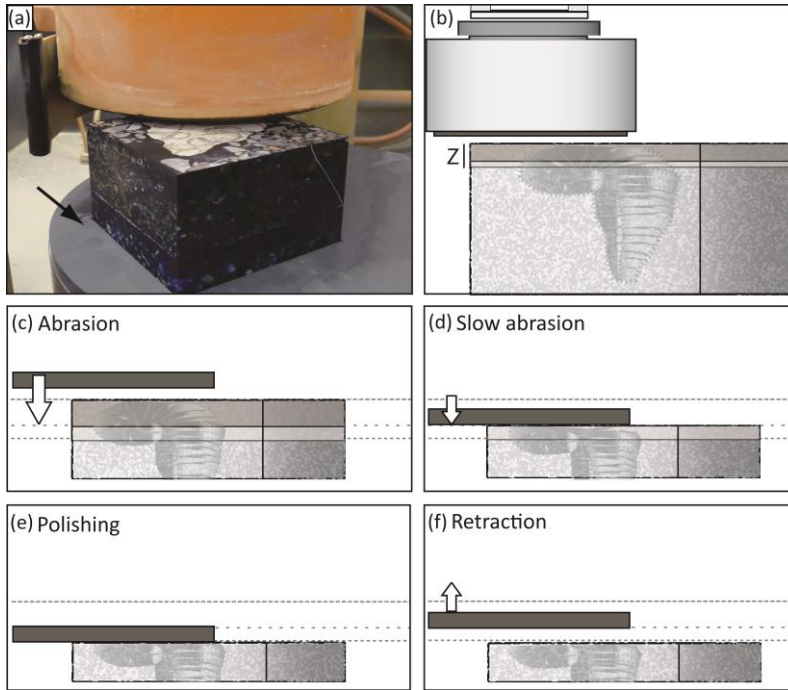 (a)
(b)
Z
(c) Abrasion
(d) Slow abrasion
(e) Polishing
(f) Retraction